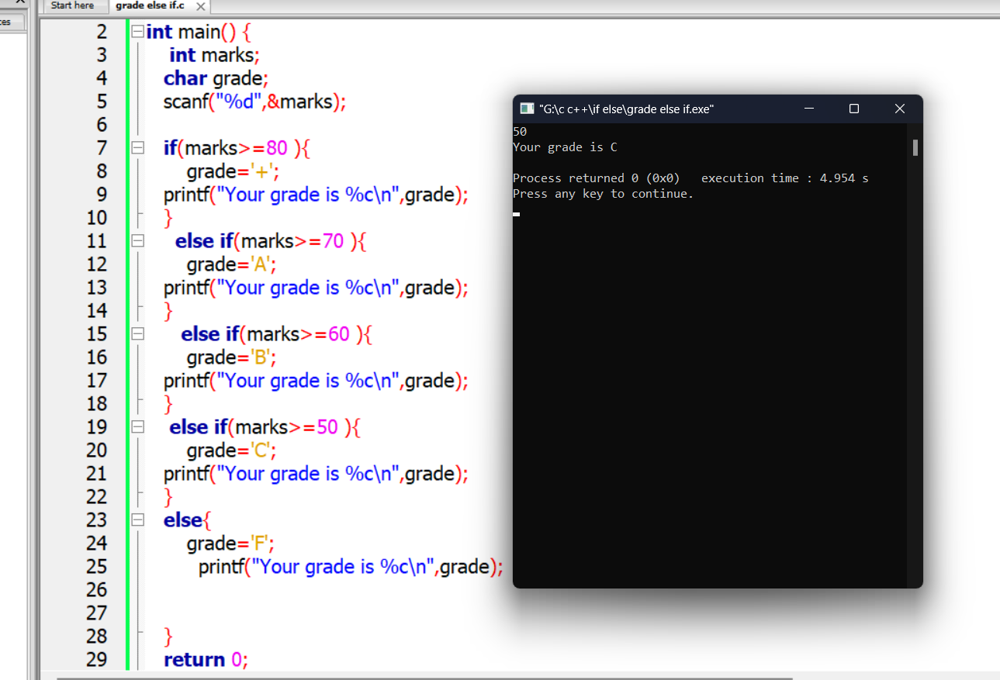 Start here
grade else if.c
ces
2 int main() {
3 int marks;
4 char grade;
5 scanf("%d",&marks);
6
7 if(marks>=80 ){
8 grade='+';
9 printf("Your grade is %c\n",grade);
10 }
11 else if(marks>=70 ){
12 grade='A';
13 printf("Your grade is %c\n",grade);
14 }
15 else if(marks>=60 ){
16 grade='B';
17 printf("Your grade is %c\n",grade);
18 }
19 else if(marks>=50 ){
20 grade='C';
21 printf("Your grade is %c\n",grade);
22 }
23 else{
24 grade='F';
25 printf("Your grade is %c\n",grade);
26
27
28 }
29 return 0;
"G:\c c++\if else\grade else if.exe"
50
Your grade is C
Process returned 0 (0x0) execution time : 4.954 s
Press any key to continue.